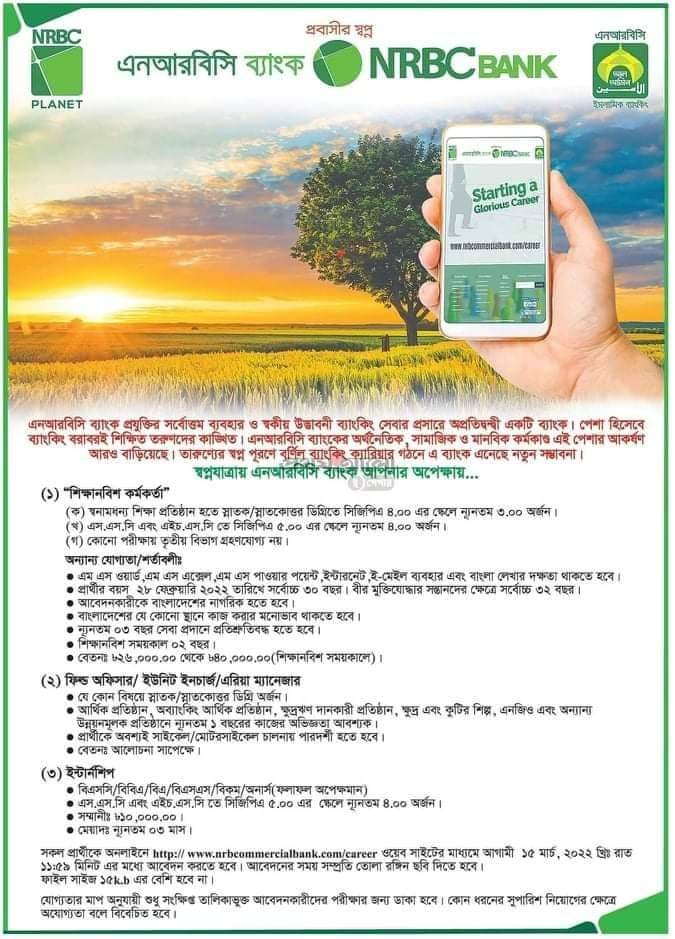 NRBC
PLANET
প্রবাসীর স্বপ্ন
এনআরবিসি ব্যাংক NRBC BANK
এনআরবিসি
আল আমিন
الأمين
ইসলামিক ব্যাংকিং
এনআরবিসি ব্যাংক NRBC BANK
Starting a
Glorious Career
www.nrbcommercialbank.com/career
এনআরবিসি ব্যাংক প্রযুক্তির সর্বোত্তম ব্যবহার ও স্বকীয় উদ্ভাবনী ব্যাংকিং সেবার প্রসারে অপ্রতিদ্বন্দ্বী একটি ব্যাংক। পেশা হিসেবে
ব্যাংকিং বরাবরই শিক্ষিত তরুণদের কাঙ্ক্ষিত। এনআরবিসি ব্যাংকের অর্থনৈতিক, সামাজিক ও মানবিক কর্মকাণ্ড এই পেশার আকর্ষণ
আরও বাড়িয়েছে। তারুণ্যের স্বপ্ন পূরণে বর্ণিল ব্যাংকিং ক্যারিয়ার গঠনে এ ব্যাংক এনেছে নতুন সম্ভাবনা।
স্বপ্নযাত্রায় এনআরবিসি ব্যাংক আপনার অপেক্ষায়...
(১) “শিক্ষানবিশ কর্মকর্তা”
(ক) স্বনামধন্য শিক্ষা প্রতিষ্ঠান হতে স্নাতক/স্নাতকোত্তর ডিগ্রিতে সিজিপিএ ৪.০০ এর স্কেলে ন্যূনতম ৩.০০ অর্জন।
(খ) এস.এস.সি এবং এইচ.এস.সি তে সিজিপিএ ৫.০০ এর স্কেলে ন্যূনতম ৪.০০ অর্জন।
(গ) কোনো পরীক্ষায় তৃতীয় বিভাগ গ্রহণযোগ্য নয়।
অন্যান্য যোগ্যতা/শর্তাবলীঃ
● এম এস ওয়ার্ড,এম এস এক্সেল,এম এস পাওয়ার পয়েন্ট,ইন্টারনেট,ই-মেইল ব্যবহার এবং বাংলা লেখার দক্ষতা থাকতে হবে।
● প্রার্থীর বয়স ২৮ ফেব্রুয়ারি ২০২২ তারিখে সর্বোচ্চ ৩০ বছর। বীর মুক্তিযোদ্ধার সন্তানদের ক্ষেত্রে সর্বোচ্চ ৩২ বছর।
● আবেদনকারীকে বাংলাদেশের নাগরিক হতে হবে।
● বাংলাদেশের যে কোনো স্থানে কাজ করার মনোভাব থাকতে হবে।
● ন্যূনতম ০৩ বছর সেবা প্রদানে প্রতিশ্রুতিবদ্ধ হতে হবে।
● শিক্ষানবিশ সময়কাল ০২ বছর।
● বেতনঃ ৳২৬,০০০.০০ থেকে ৳৪০,০০০.০০(শিক্ষানবিশ সময়কালে)।
(২) ফিল্ড অফিসার/ ইউনিট ইনচার্জ/এরিয়া ম্যানেজার
● যে কোন বিষয়ে স্নাতক/স্নাতকোত্তর ডিগ্রি অর্জন।
● আর্থিক প্রতিষ্ঠান, অব্যাংকিং আর্থিক প্রতিষ্ঠান, ক্ষুদ্রঋণ দানকারী প্রতিষ্ঠান, ক্ষুদ্র এবং কুটির শিল্প, এনজিও এবং অন্যান্য
উন্নয়নমূলক প্রতিষ্ঠানে ন্যূনতম ১ বছরের কাজের অভিজ্ঞতা আবশ্যক।
● প্রার্থীকে অবশ্যই সাইকেল/মোটরসাইকেল চালনায় পারদর্শী হতে হবে।
● বেতনঃ আলোচনা সাপেক্ষে।
(৩) ইন্টার্নশিপ
● বিএসসি/বিবিএ/বিএ/বিএসএস/বিকম/অনার্স(ফলাফল অপেক্ষমান)
● এস.এস.সি এবং এইচ.এস.সি তে সিজিপিএ ৫.০০ এর স্কেলে ন্যূনতম ৪.০০ অর্জন।
● সম্মানীঃ ৳১০,০০০.০০।
● মেয়াদঃ ন্যূনতম ০৩ মাস।
সকল প্রার্থীকে অনলাইনে http:// www.nrbcommercialbank.com/career ওয়েব সাইটের মাধ্যমে আগামী ১৫ মার্চ, ২০২২ খ্রিঃ রাত
১১:৫৯ মিনিট এর মধ্যে আবেদন করতে হবে। আবেদনের সময় সম্প্রতি তোলা রঙ্গিন ছবি দিতে হবে।
ফাইল সাইজ ১৫k.b এর বেশি হবে না।
যোগ্যতার মাপ অনুযায়ী শুধু সংক্ষিপ্ত তালিকাভুক্ত আবেদনকারীদের পরীক্ষার জন্য ডাকা হবে। কোন ধরনের সুপারিশ নিয়োগের ক্ষেত্রে
অযোগ্যতা বলে বিবেচিত হবে।